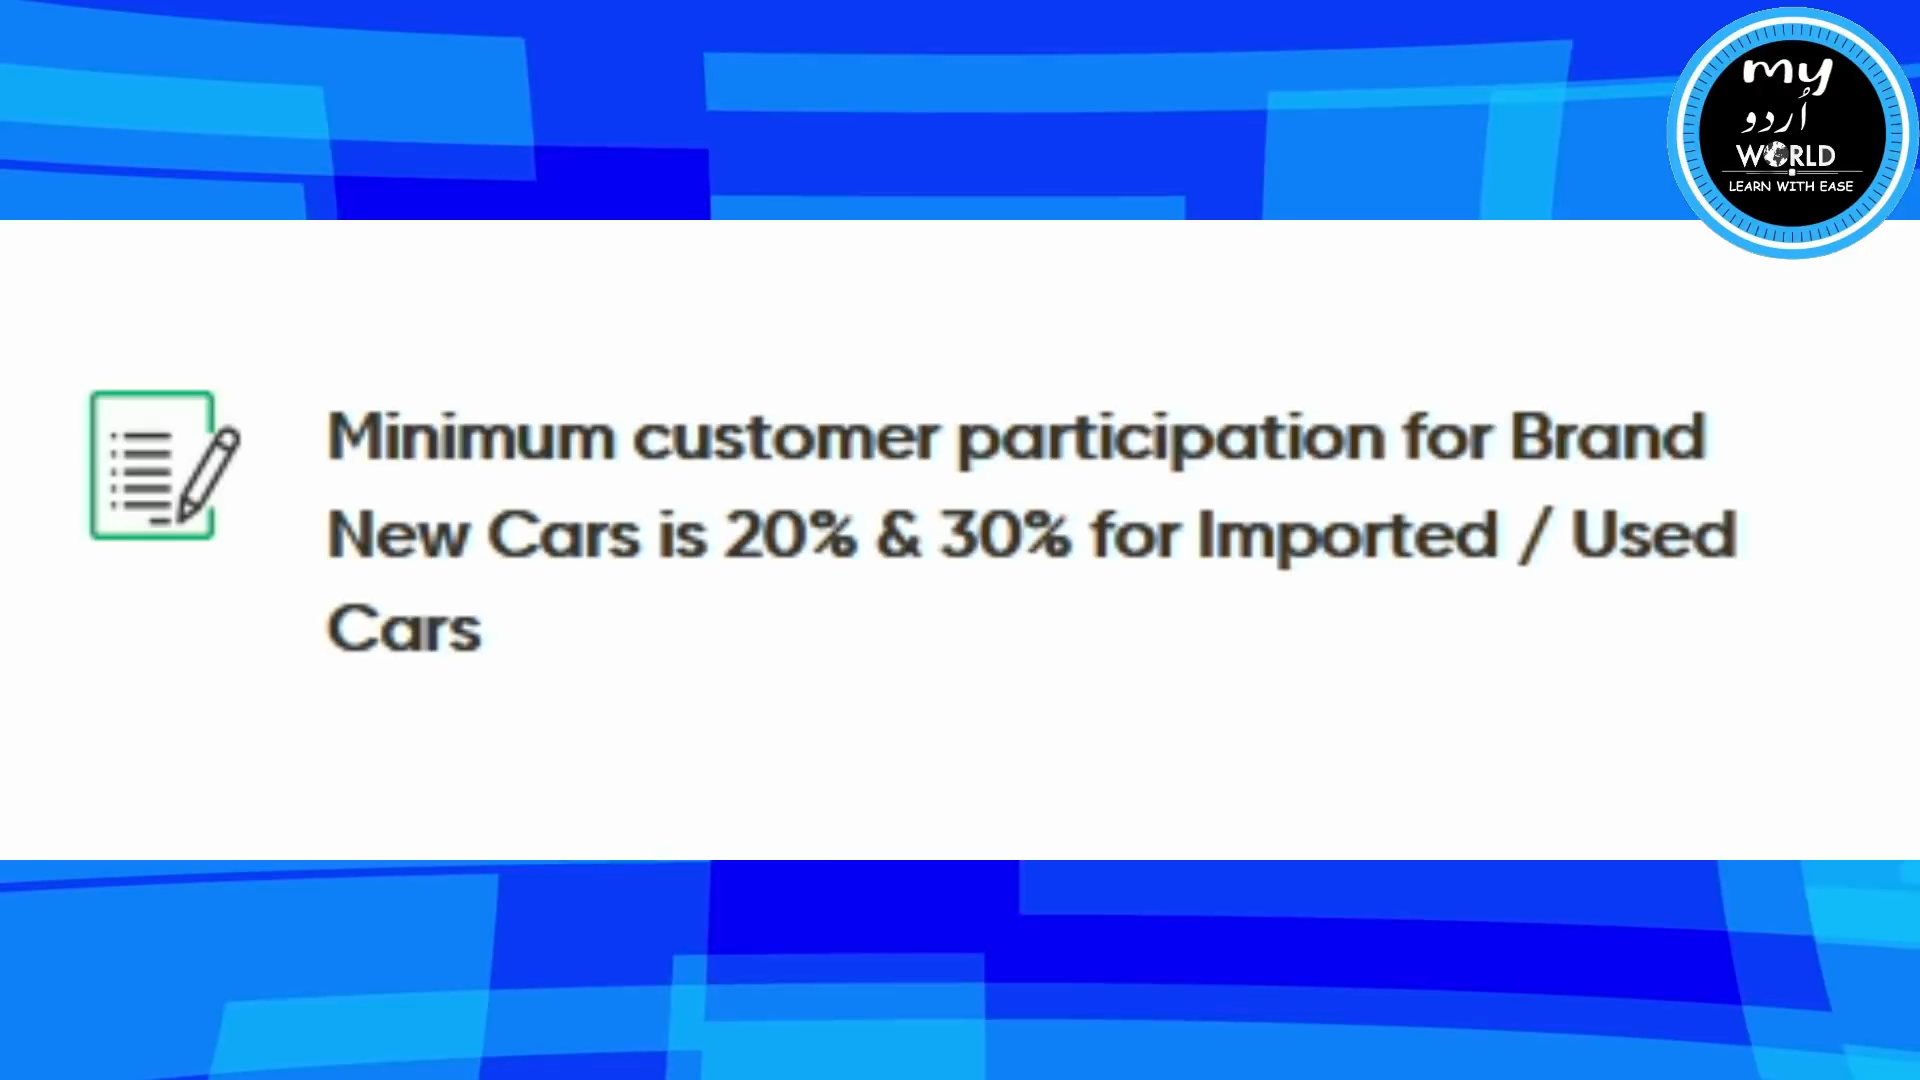 my
اُردو
WORLD
LEARN WITH EASE
Minimum customer participation for Brand
New Cars is 20% & 30% for Imported / Used
Cars